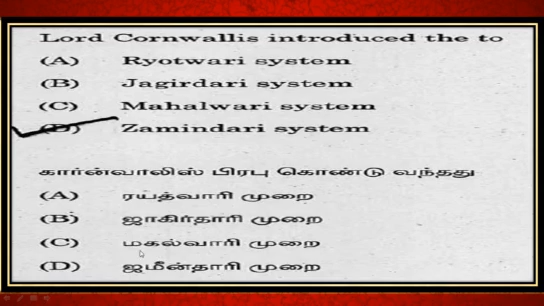 Lord Cornwallis introduced the to
(A) Ryotwari system
(B) Jagirdari system
(C) Mahalwari system
(D) Zamindari system
கார்ன்வாலிஸ் பிரபு கொண்டு வந்தது
(A) ரயத்வாரி முறை
(B) ஜாகிர்தாரி முறை
(C) மகல்வாரி முறை
(D) ஜமீன்தாரி முறை